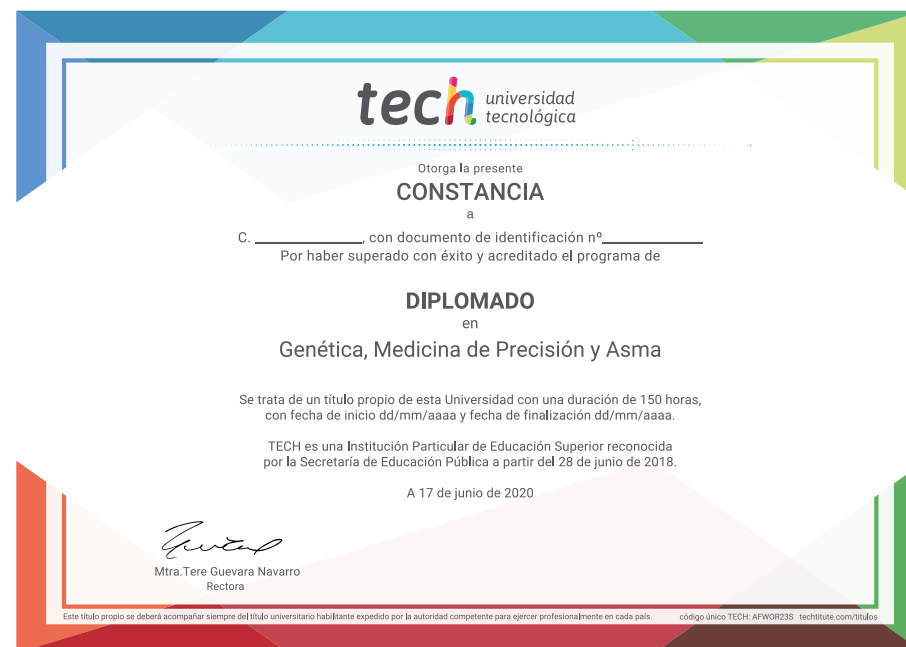 tech universidad
tecnológica
Otorga la presente
CONSTANCIA
a
C. ______________, con documento de identificación nº_____________
Por haber superado con éxito y acreditado el programa de
DIPLOMADO
en
Genética, Medicina de Precisión y Asma
Se trata de un título propio de esta Universidad con una duración de 150 horas,
con fecha de inicio dd/mm/aaaa y fecha de finalización dd/mm/aaaa.
TECH es una Institución Particular de Educación Superior reconocida
por la Secretaría de Educación Pública a partir del 28 de junio de 2018.
A 17 de junio de 2020
Mtra.Tere Guevara Navarro
Rectora
Este título propio se deberá acompañar siempre del título universitario habilitante expedido por la autoridad competente para ejercer profesionalmente en cada país. código único TECH: AFWOR23S techtitute.com/titulos